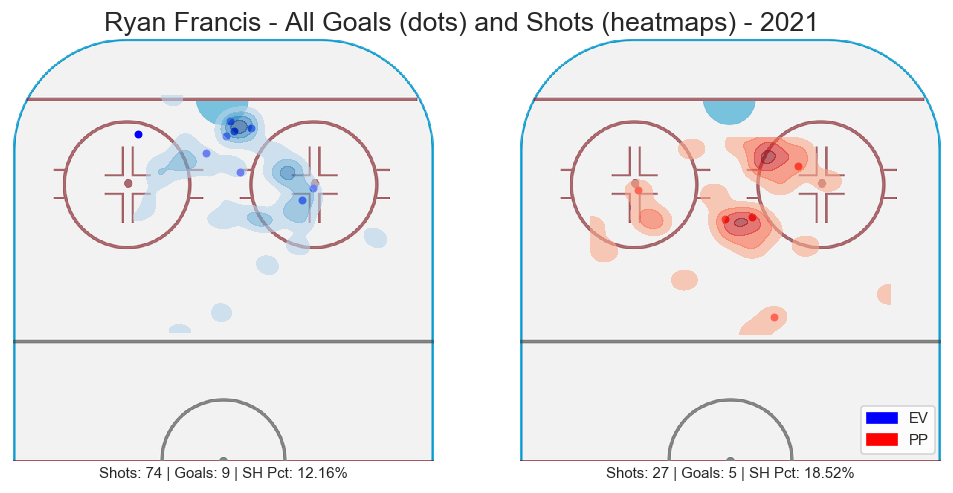 Ryan Francis - All Goals (dots) and Shots (heatmaps) - 2021
EV
PP
Shots: 74 | Goals: 9 | SH Pct: 12.16%
Shots: 27 | Goals: 5 | SH Pct: 18.52%